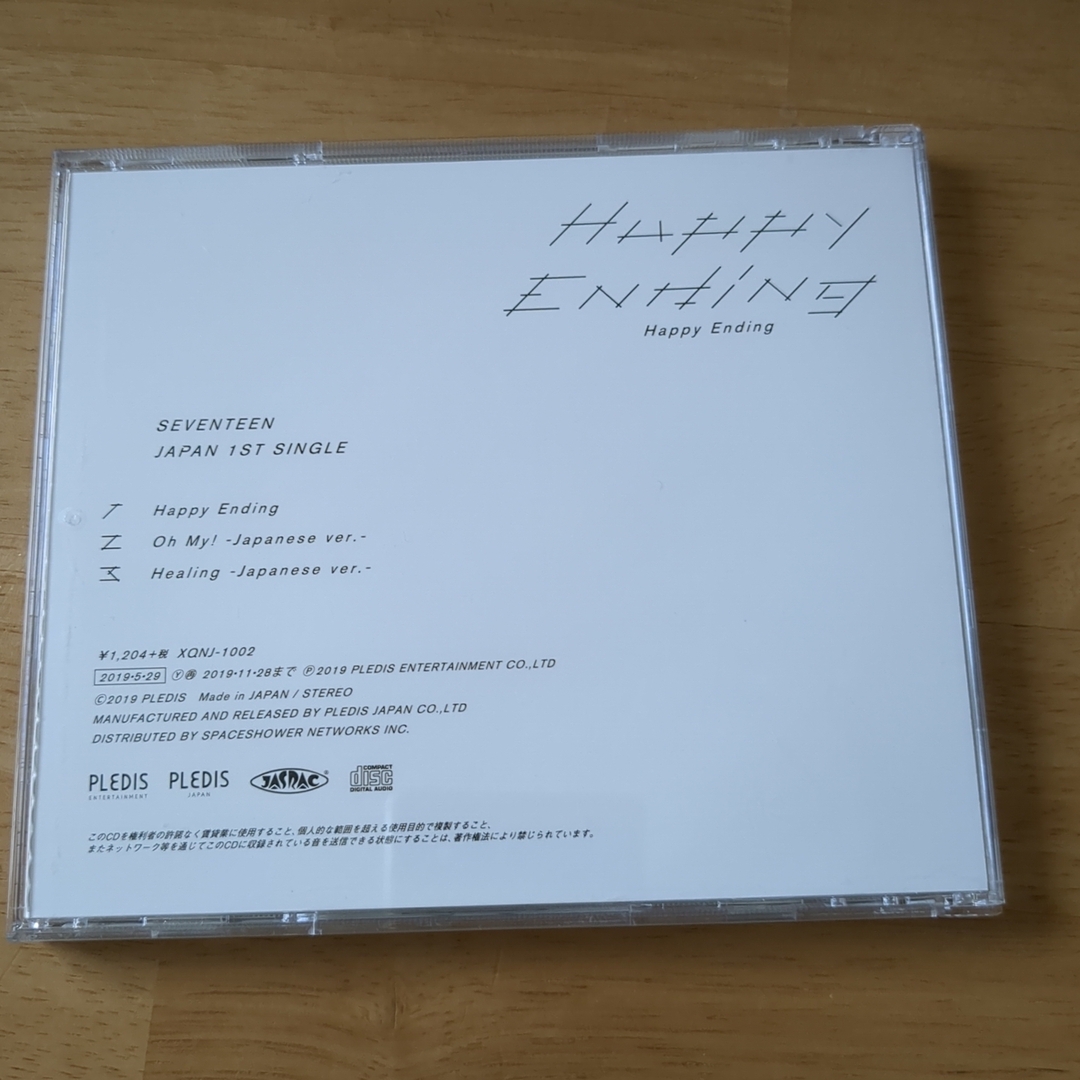 Happy
Ending
Happy Ending
SEVENTEEN
JAPAN 1ST SINGLE
1 Happy Ending
2 Oh My! -Japanese ver.-
3 Healing -Japanese ver.-
¥1,204+税 XQNJ-1002
2019・5・29 Ⓨ㊞ 2019・11・28まで Ⓟ2019 PLEDIS ENTERTAINMENT CO.,LTD
©2019 PLEDIS Made in JAPAN / STEREO
MANUFACTURED AND RELEASED BY PLEDIS JAPAN CO.,LTD
DISTRIBUTED BY SPACESHOWER NETWORKS INC.
PLEDIS ENTERTAINMENT PLEDIS JAPAN JASRAC® COMPACT disc DIGITAL AUDIO
このCDを権利者の許諾なく賃貸業に使用すること、個人的な範囲を超える使用目的で複製すること、
またネットワーク等を通じてこのCDに収録されている音を送信できる状態にすることは、著作権法により禁じられています。